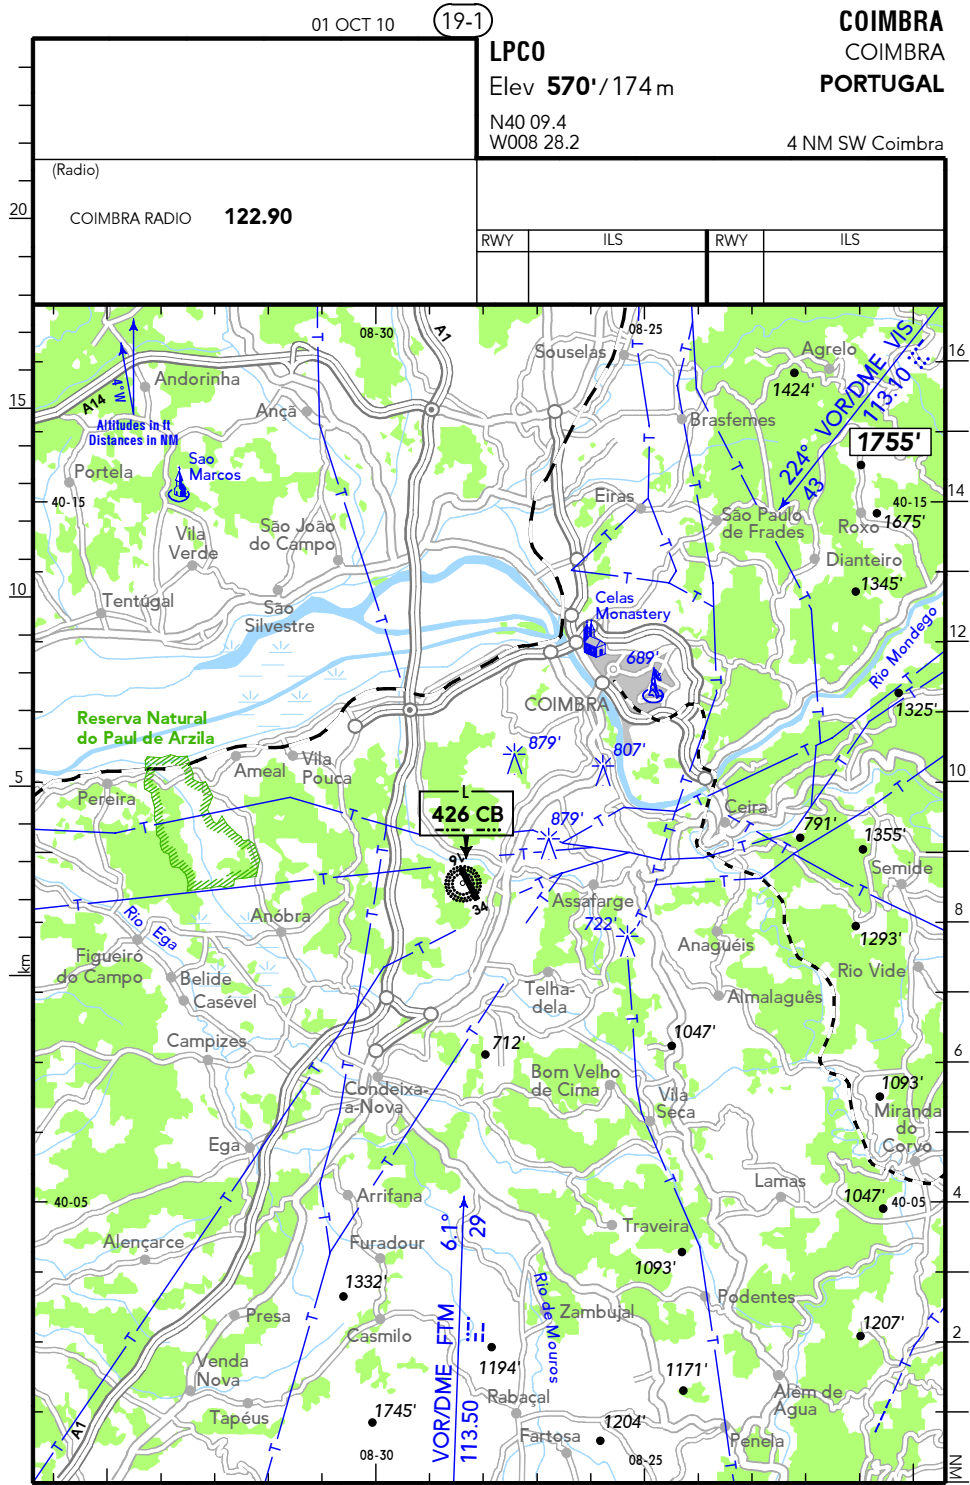 01 OCT 10
19-1
COIMBRA
COIMBRA
PORTUGAL
LPCO
Elev 570'/174 m
N40 09.4
W008 28.2
4 NM SW Coimbra
(Radio)
COIMBRA RADIO 122.90
RWY ILS RWY ILS
20
15
10
5
km
16
14
12
10
8
6
4
2
NM
08-30
A1
08-25
Souselas
Agrelo
1424'
VOR/DME VIS
113.10
224°
43
4°W
Andorinha
A14
Altitudes in ft
Distances in NM
Ançã
Brasfemes
1755'
Portela
Sao
Marcos
40-15
Eiras
40-15
São Paulo
de Frades
Roxo
1675'
São João
do Campo
Vila
Verde
Dianteiro
1345'
Tentúgal
São
Silvestre
Celas
Monastery
689'
Rio Mondego
COIMBRA
1325'
Reserva Natural
do Paul de Arzila
879'
807'
Ameal
Vila
Pouca
Pereira
L
426 CB
Ceira
879'
791'
1355'
Semide
16
34
Assafarge
Anóbra
722'
Rio Ega
1293'
Anaguéis
Figueiró
do Campo
Rio Vide
Belide
Casével
Telha-
dela
Almalaguês
Campizes
712'
1047'
Bom Velho
de Cima
Condeixa-
a-Nova
Vila
Seca
1093'
Miranda
do
Corvo
Ega
Lamas
1047'
40-05
40-05
Arrifana
6.1°
29
Traveira
Alençarce
Furadour
1093'
1332'
Rio de Mouros
Podentes
Presa
Zambujal
1207'
Casmilo
VOR/DME FTM
113.50
1194'
Venda
Nova
1171'
Rabaçal
Além de
Agua
Tapéus
1745'
1204'
A1
Fartosa
Penela
08-30
08-25